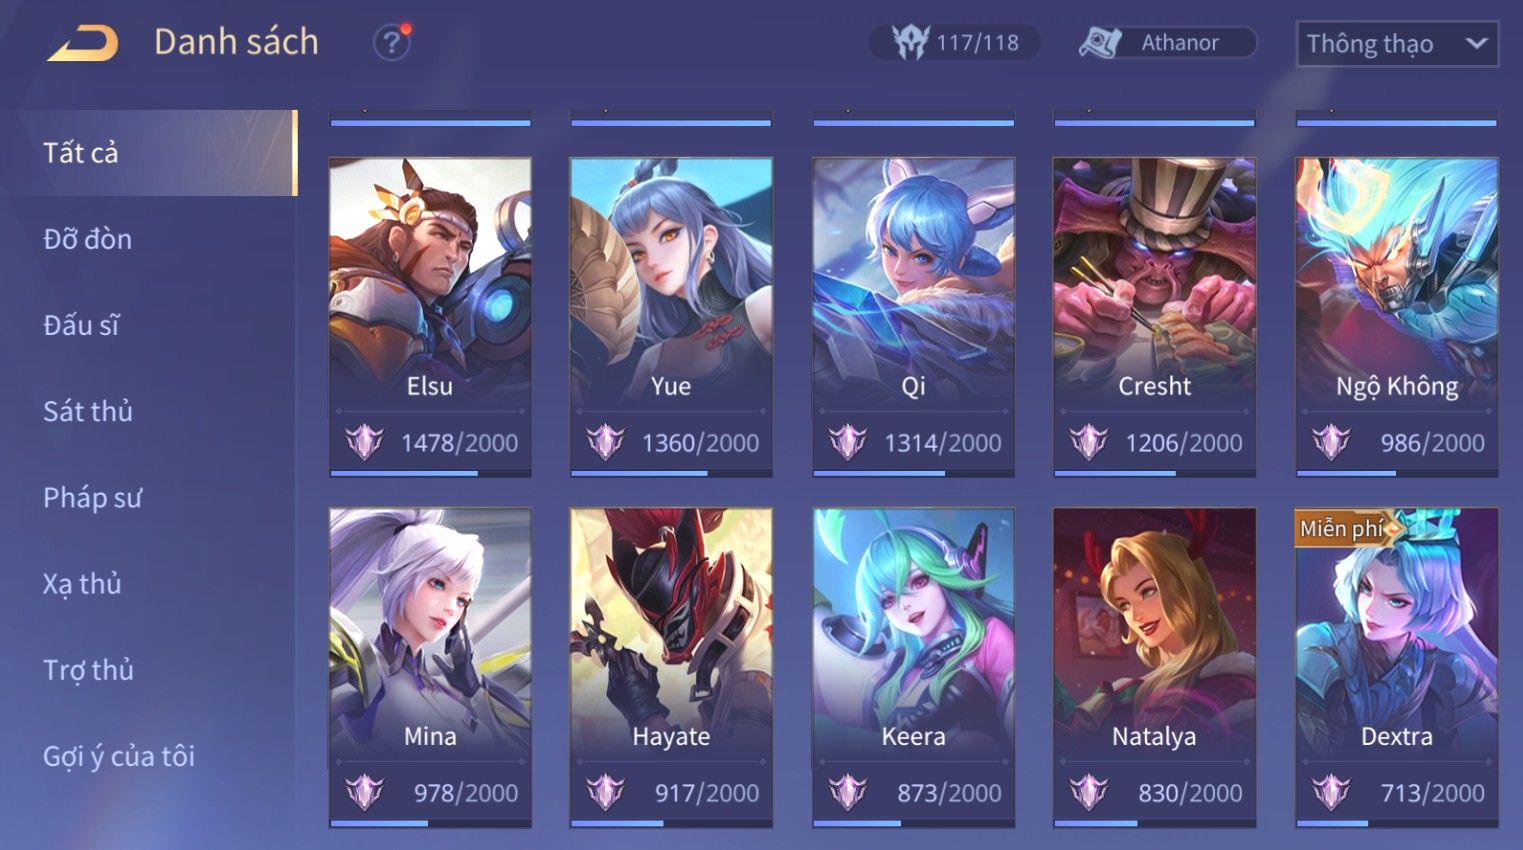 Danh sách
?
117/118
Athanor
Thông thạo
Tất cả
Đỡ đòn
Đấu sĩ
Sát thủ
Pháp sư
Xạ thủ
Trợ thủ
Gợi ý của tôi
Elsu
1478/2000
Yue
1360/2000
Qi
1314/2000
Cresht
1206/2000
Ngộ Không
986/2000
Mina
978/2000
Hayate
917/2000
Keera
873/2000
Natalya
830/2000
Miễn phí
Dextra
713/2000